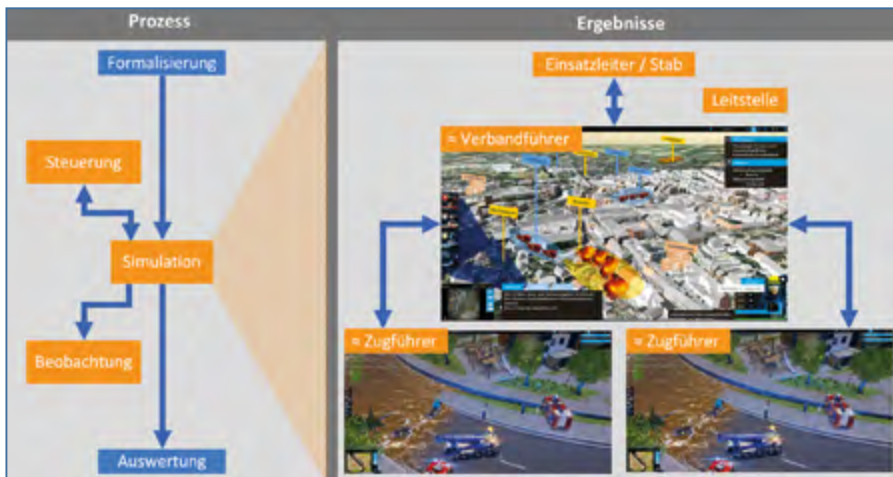 Prozess
Formalisierung
Steuerung
Simulation
Beobachtung
Auswertung
Ergebnisse
Einsatzleiter / Stab
Leitstelle
= Verbandführer
= Zugführer
= Zugführer